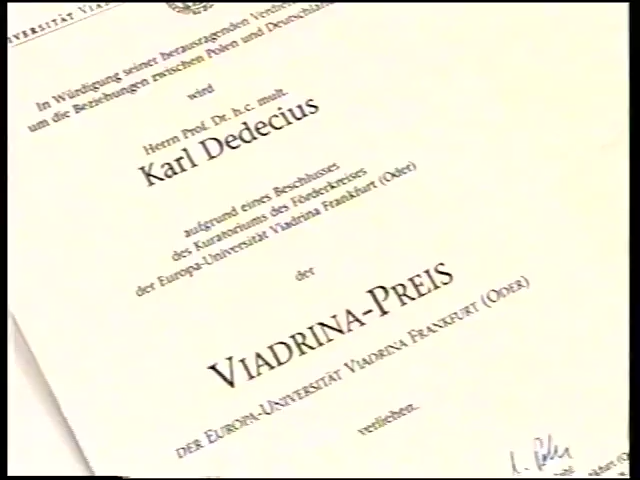 In Würdigung seiner herausragenden
um die Beziehungen zwischen Polen und Deutschland
wird
Herrn Prof. Dr. h.c. mult.
Karl Dedecius
aufgrund eines Beschlusses
des Kuratoriums des Förderkreises
der Europa-Universität Viadrina Frankfurt (Oder)
der
VIADRINA-PREIS
DER EUROPA-UNIVERSITÄT VIADRINA FRANKFURT (ODER)
verliehen.